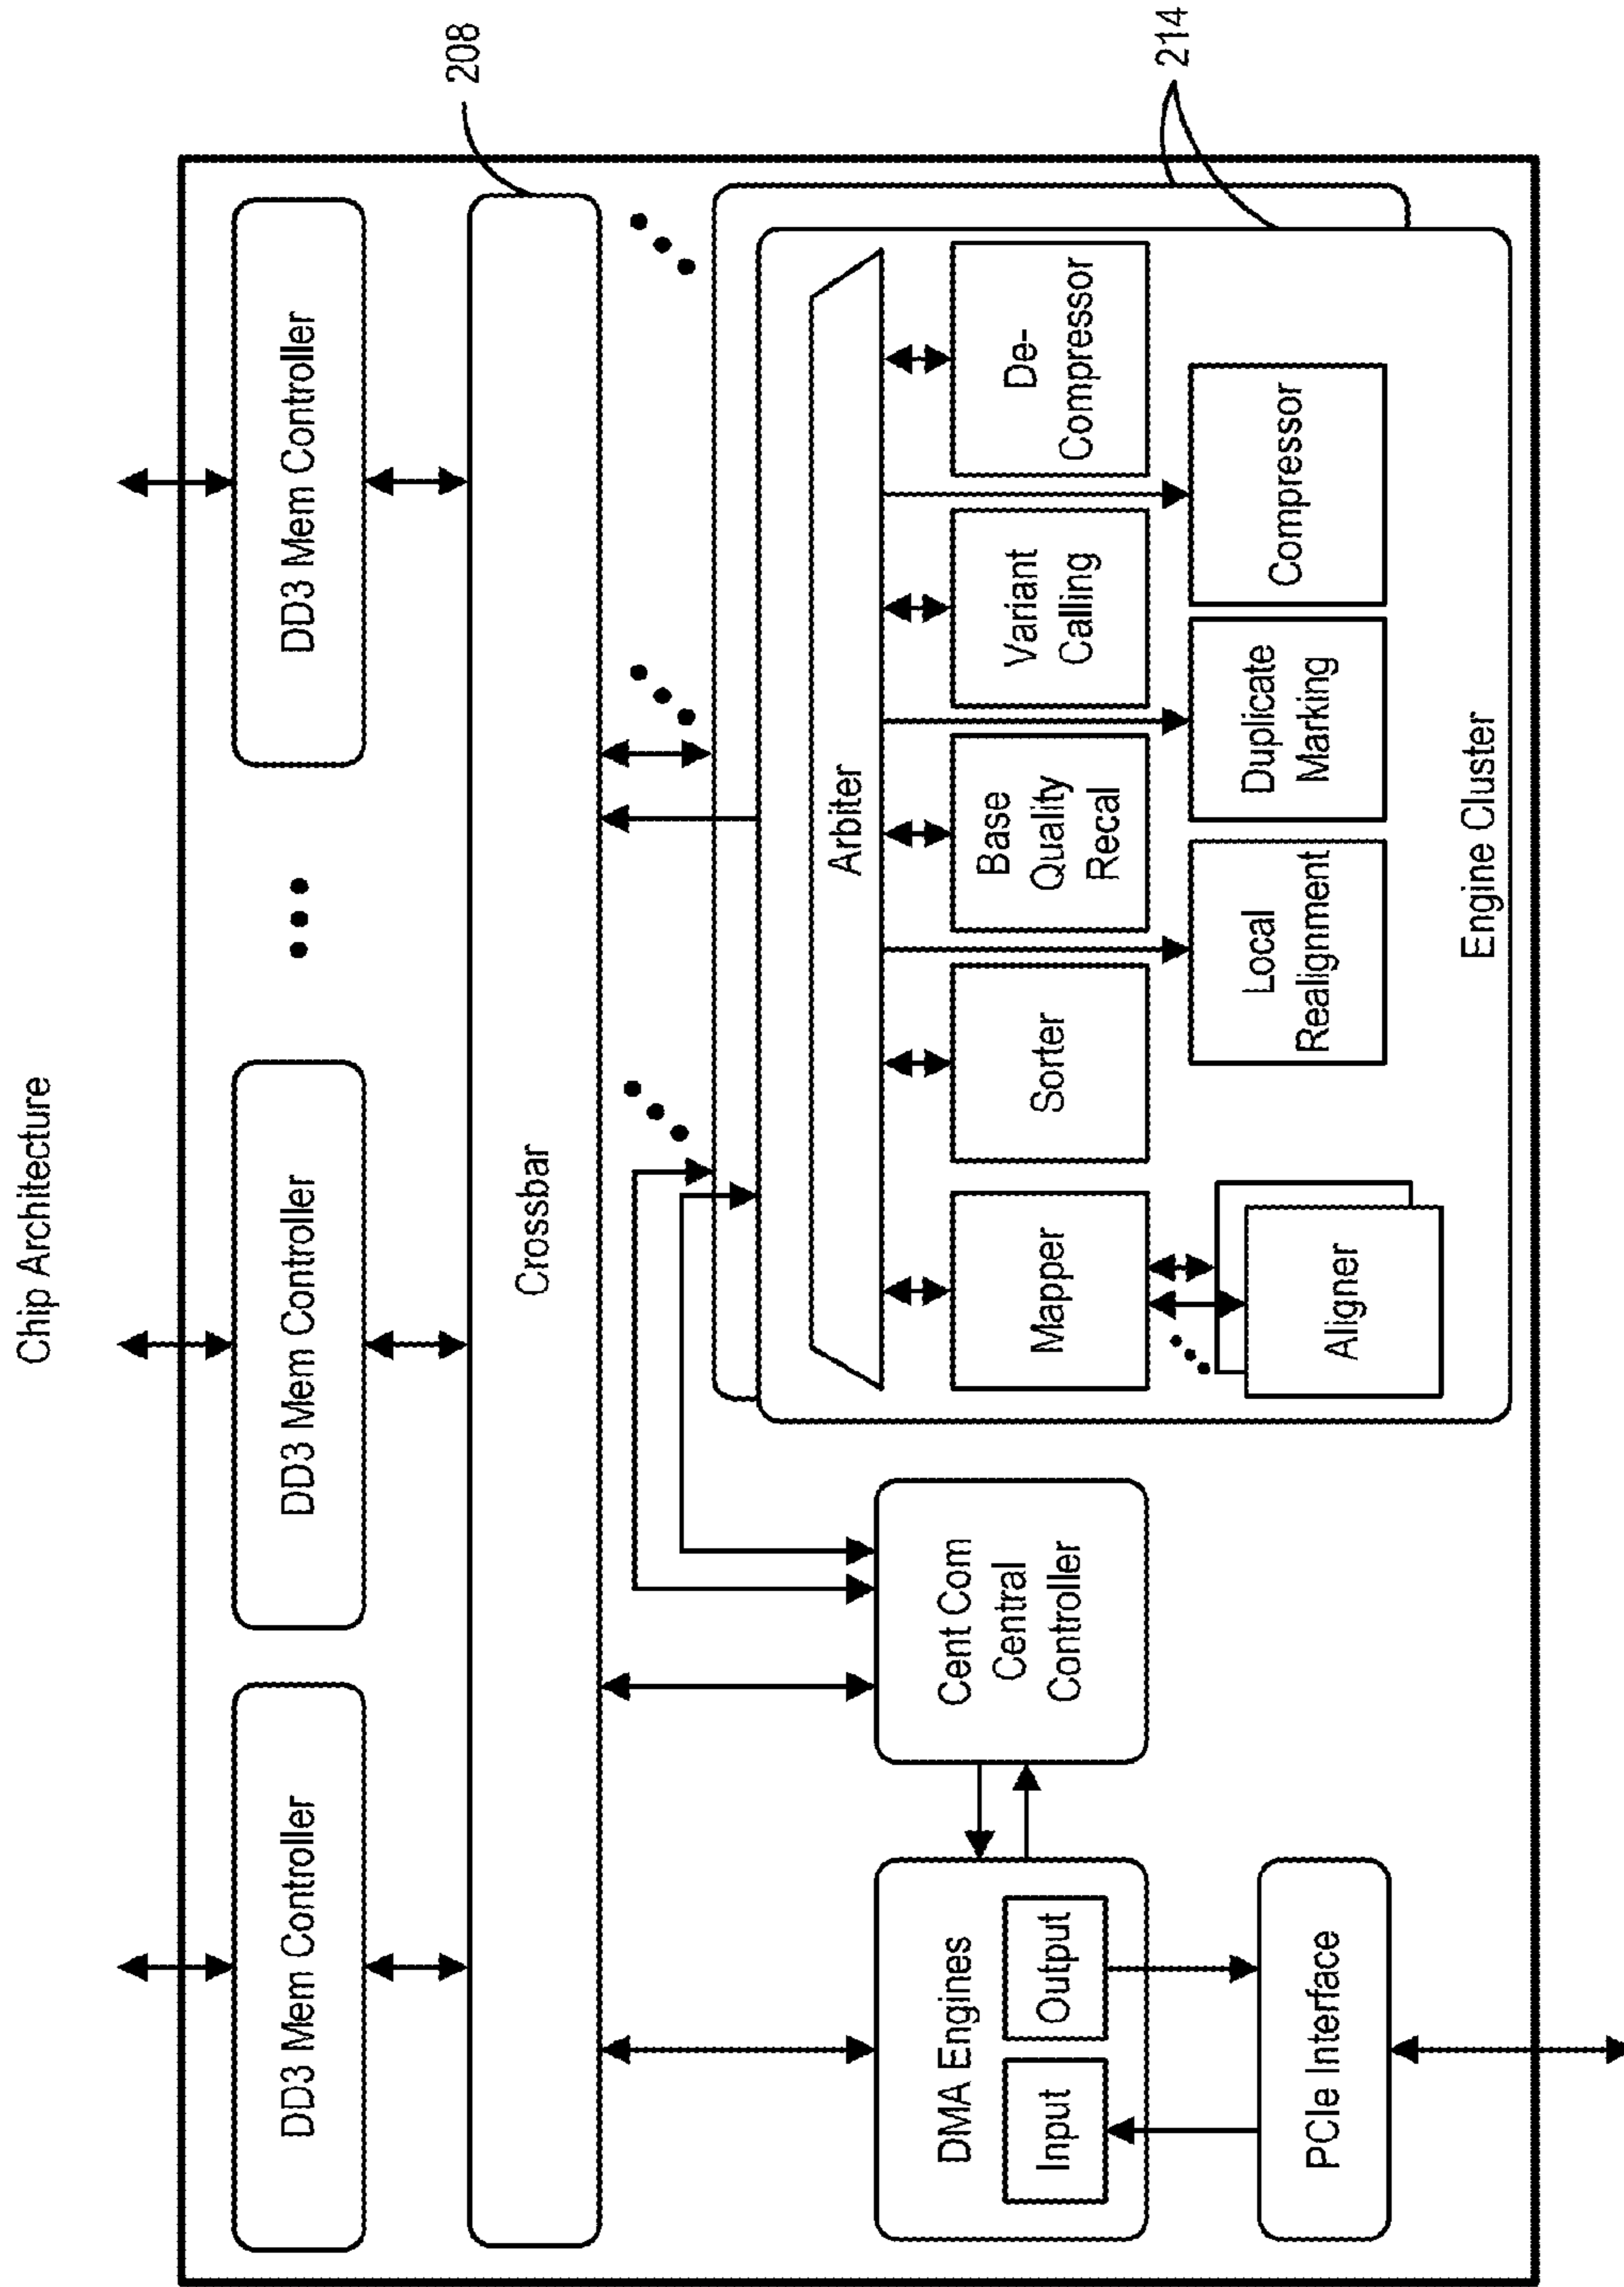 Chip Architecture
DD3 Mem Controller
DD3 Mem Controller
DD3 Mem Controller
208
Crossbar
214
Arbiter
DMA Engines
Input
Output
Cent Com
Central
Controller
Mapper
Sorter
Base
Quality
Recal
Variant
Calling
De-
Compressor
Aligner
Local
Realignment
Duplicate
Marking
Compressor
PCIe Interface
Engine Cluster